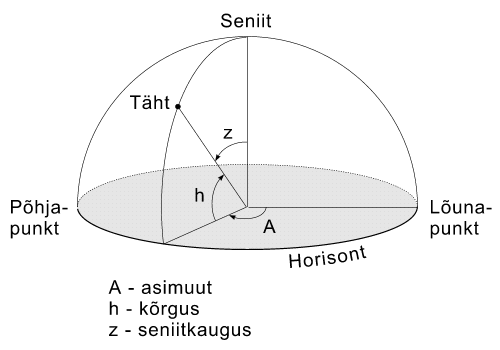 Seniit
Täht
z
h
Põhja-
punkt
A
Lõuna-
punkt
Horisont
A - asimuut
h - kõrgus
z - seniitkaugus